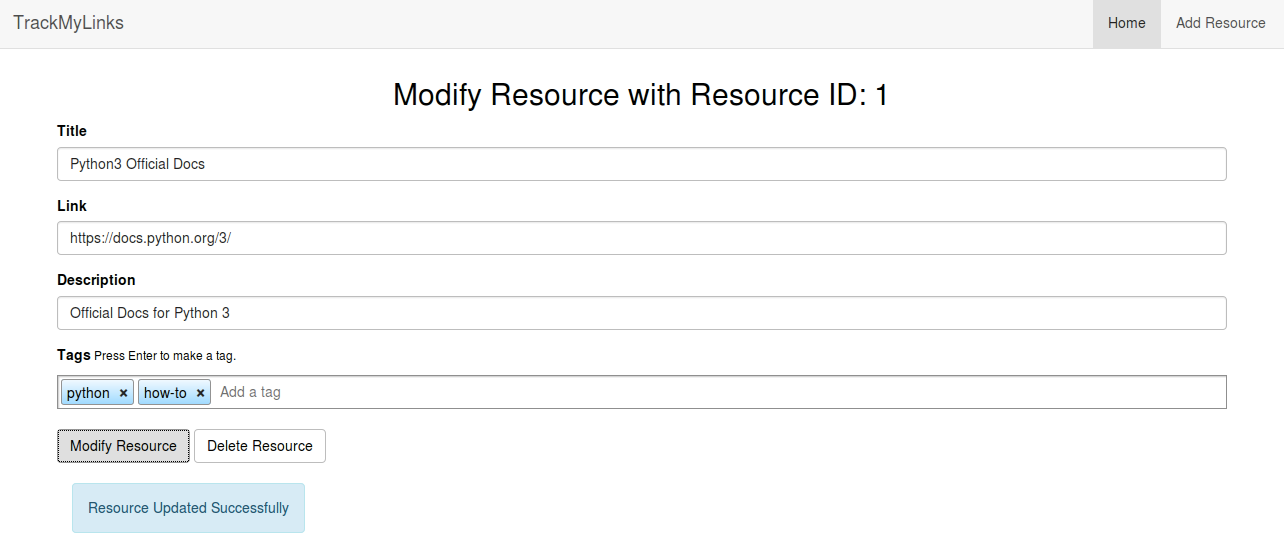 TrackMyLinks Home Add Resource
Modify Resource with Resource ID: 1
Title
Python3 Official Docs
Link
https://docs.python.org/3/
Description
Official Docs for Python 3
Tags Press Enter to make a tag.
python × how-to × Add a tag
Modify Resource Delete Resource
Resource Updated Successfully